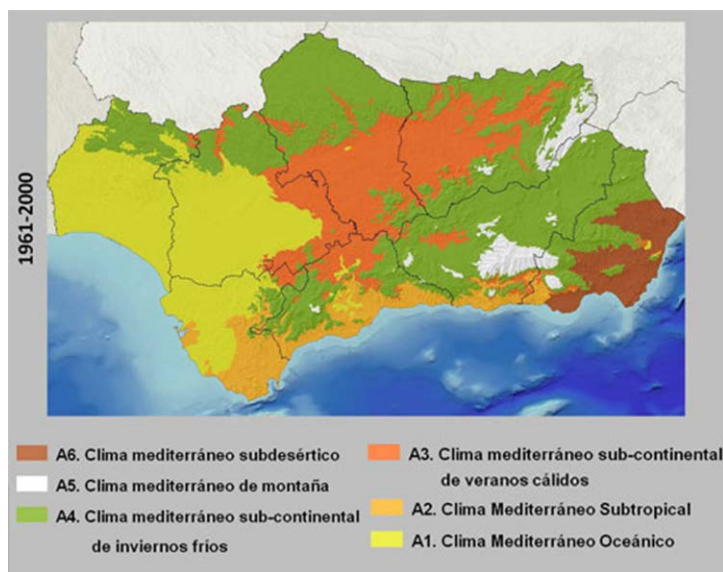 1961-2000
A6. Clima mediterráneo subdesértico
A5. Clima mediterráneo de montaña
A4. Clima mediterráneo sub-continental
de inviernos fríos
A3. Clima mediterráneo sub-continental
de veranos cálidos
A2. Clima Mediterráneo Subtropical
A1. Clima Mediterráneo Oceánico